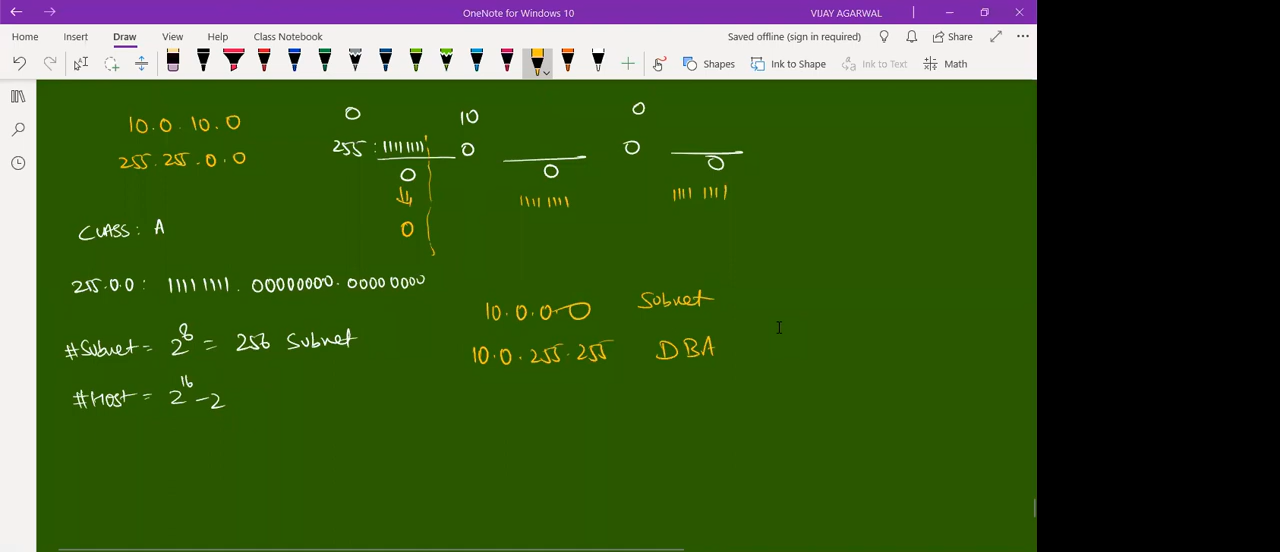 OneNote for Windows 10
VIJAY AGARWAL
Home Insert Draw View Help Class Notebook
Saved offline (sign in required) Share
Shapes Ink to Shape Ink to Text Math
10.0.10.0
255.255.0.0
0 10 0
255: 11111111 0 0
0 0 0
11111111 1111 1111
0
CLASS: A
255.0.0: 11111111. 00000000. 00000000
#Subnet = 2^8 = 256 Subnet
#Host = 2^16 - 2
10.0.0.0 Subnet
10.0.255.255 DBA